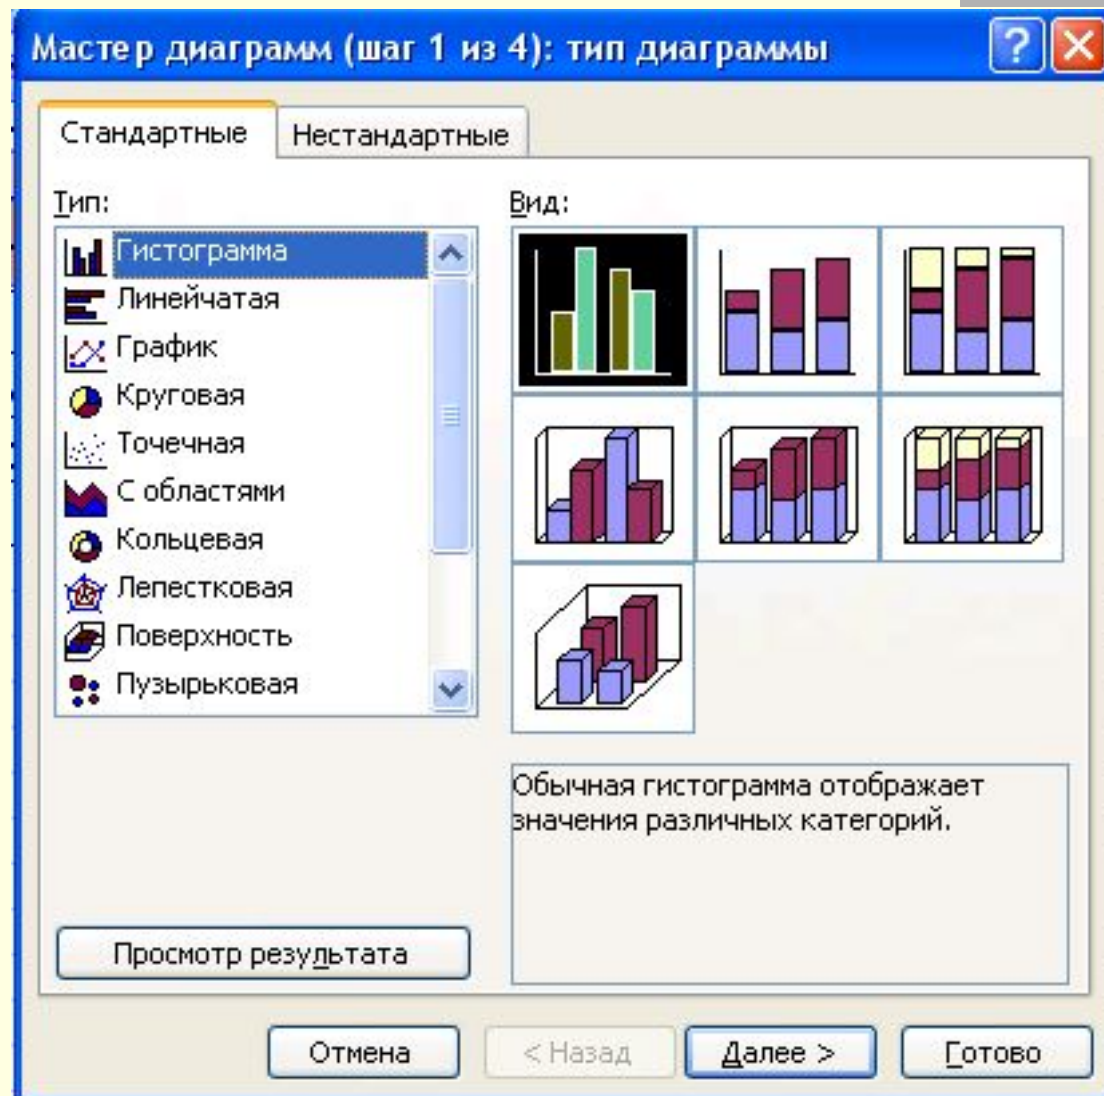 Мастер диаграмм (шаг 1 из 4): тип диаграммы
Стандартные
Нестандартные
Тип:
Вид:
Гистограмма
Линейчатая
График
Круговая
Точечная
С областями
Кольцевая
Лепестковая
Поверхность
Пузырьковая
Обычная гистограмма отображает
значения различных категорий.
Просмотр результата
Отмена
< Назад
Далее >
Готово